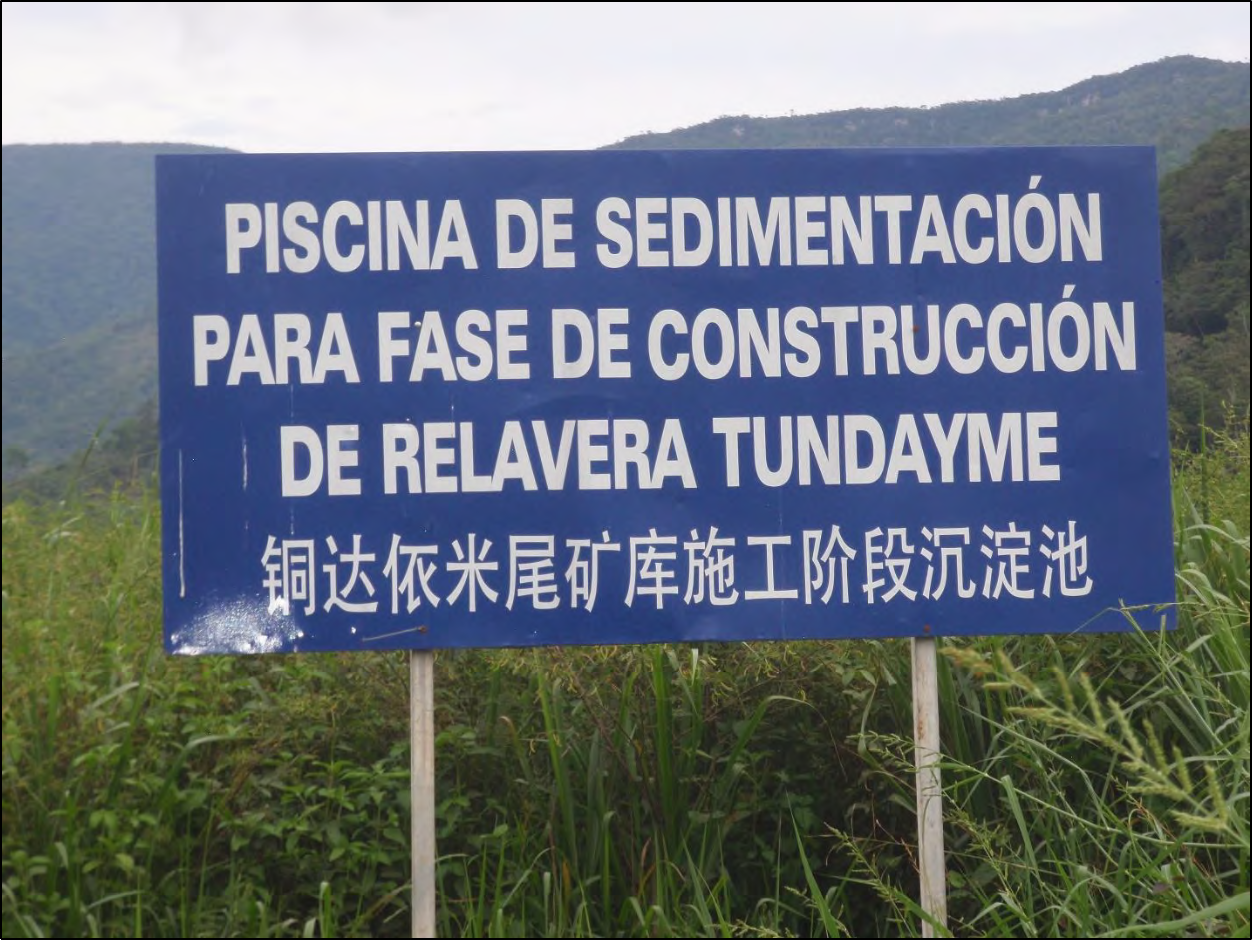 PISCINA DE SEDIMENTACIÓN
PARA FASE DE CONSTRUCCIÓN
DE RELAVERA TUNDAYME
铜达依米尾矿库施工阶段沉淀池